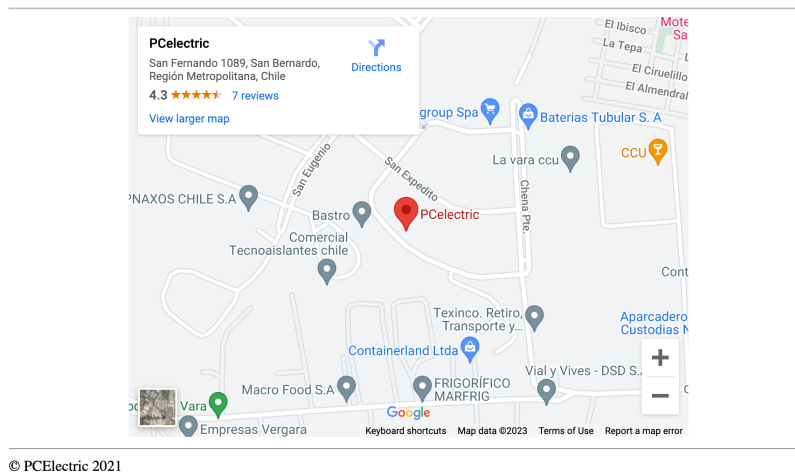 PCelectric
San Fernando 1089, San Bernardo,
Región Metropolitana, Chile
Directions
4.3
7 reviews
View larger map
El Ibisco
Mote
Sa
La Tepa
El Ciruelillo
El Almendral
group Spa
Baterias Tubular S. A
CCU
La vara ccu
San Eugenio
San Expedito
Chena Pte.
PNAXOS CHILE S.A
Bastro
PCelectric
Comercial
Tecnoaislantes chile
Cont
Texinco. Retiro,
Transporte y...
Aparcadero
Custodias N
Containerland Ltda
+
Vial y Vives - DSD S.
Macro Food S.A
FRIGORÍFICO
MARFRIG
−
Vara
Empresas Vergara
Google
Keyboard shortcuts
Map data ©2023
Terms of Use
Report a map error
© PCElectric 2021